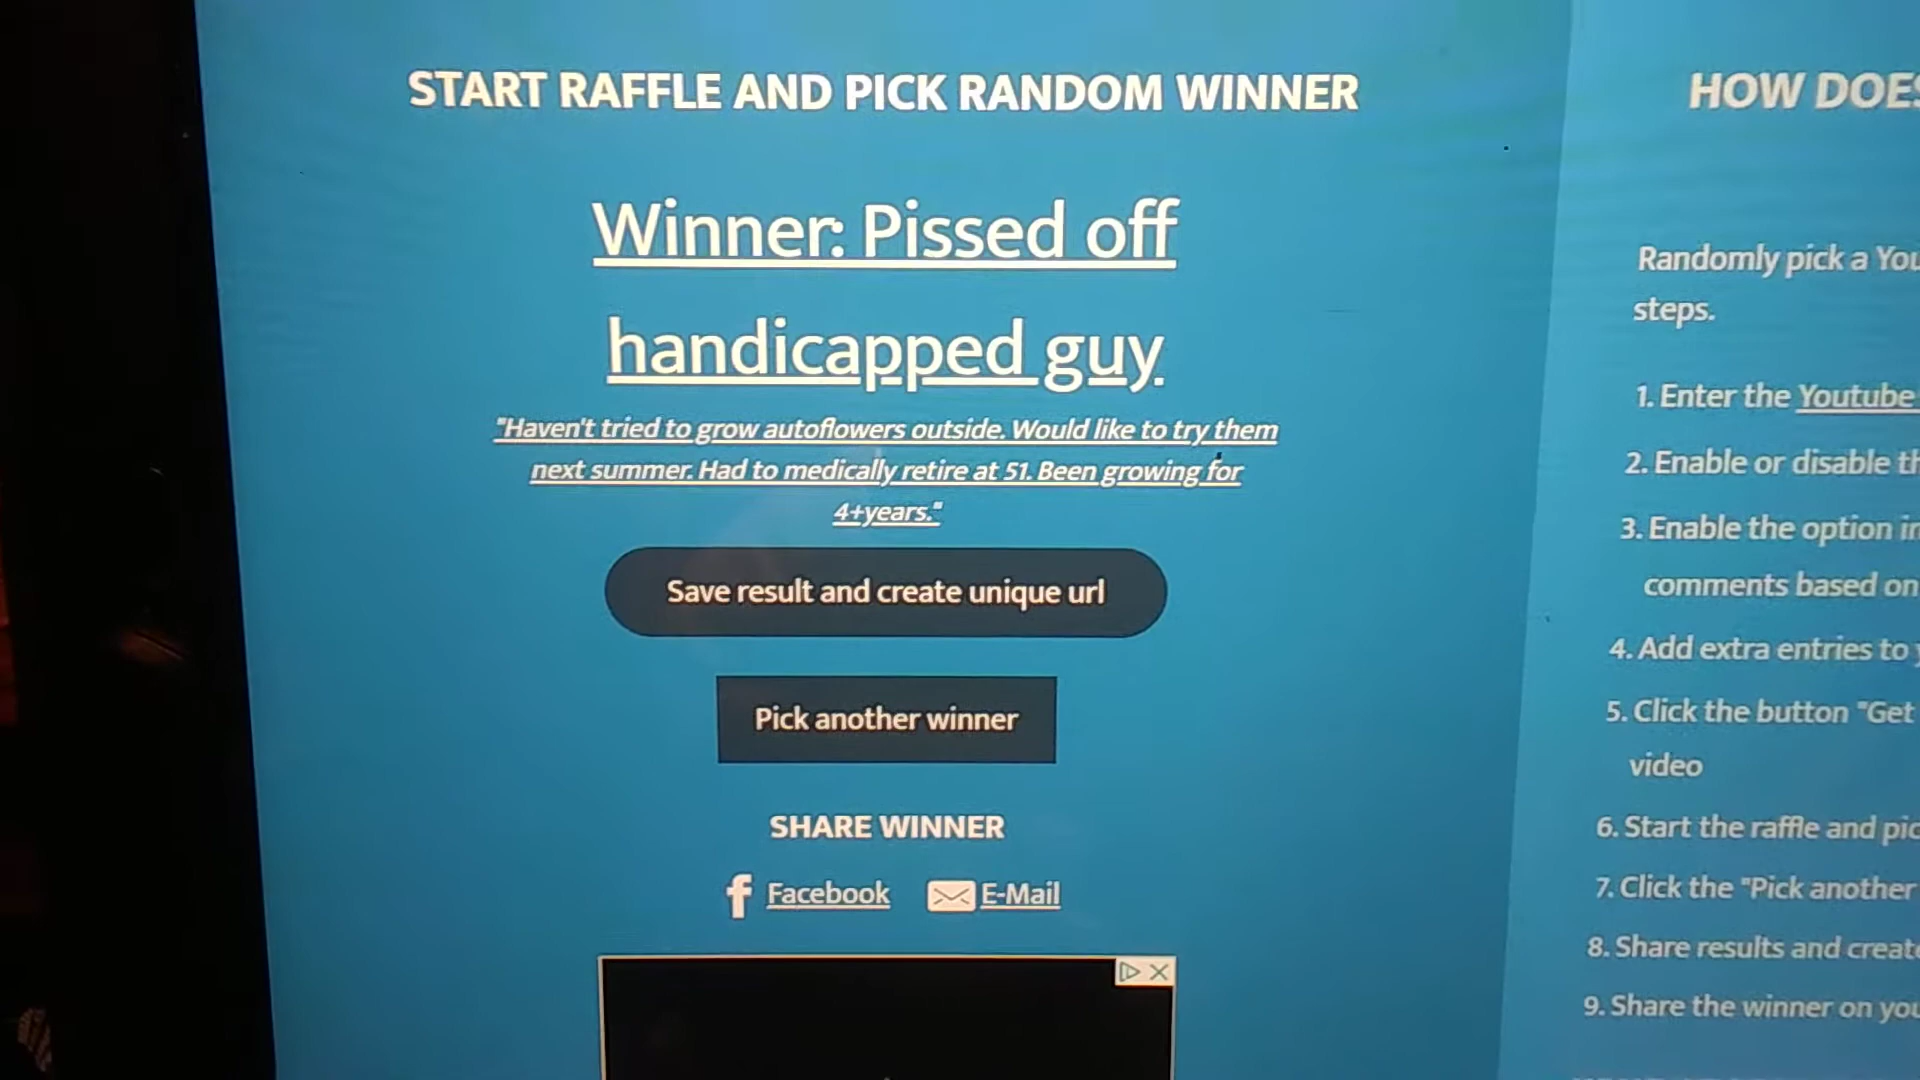 START RAFFLE AND PICK RANDOM WINNER
Winner: Pissed off
handicapped guy.
"Haven't tried to grow autoflowers outside. Would like to try them
next summer. Had to medically retire at 51. Been growing for
4+years."
Save result and create unique url
Pick another winner
SHARE WINNER
Facebook
E-Mail
HOW DOES
Randomly pick a You
steps.
1. Enter the Youtube
2. Enable or disable th
3. Enable the option in
comments based on
4. Add extra entries to
5. Click the button "Get
video
6. Start the raffle and pic
7. Click the "Pick another
8. Share results and create
9. Share the winner on you